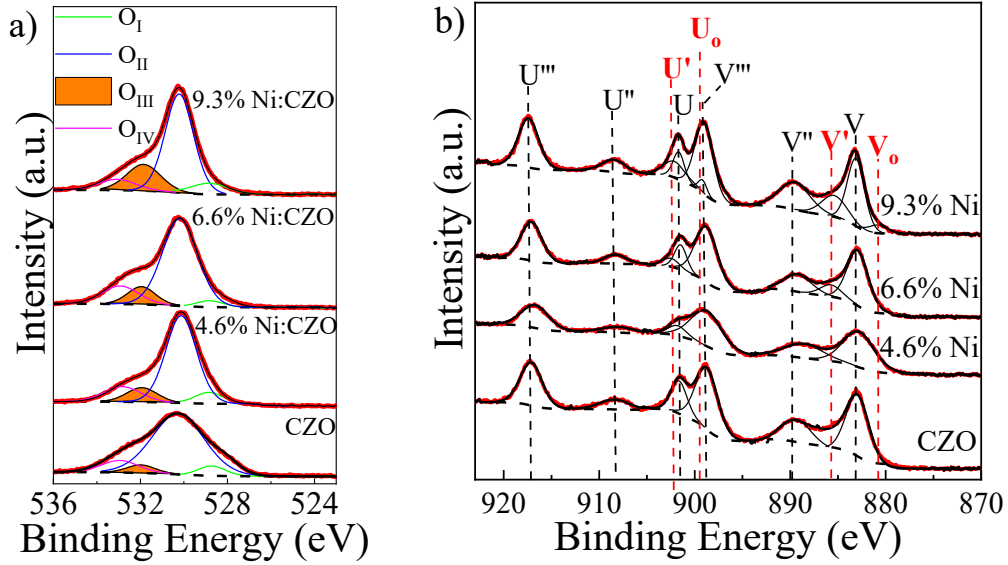 a)
O_I
O_II
O_III
O_IV
9.3% Ni:CZO
6.6% Ni:CZO
4.6% Ni:CZO
CZO
Intensity (a.u.)
536 532 528 524
Binding Energy (eV)
b)
U_o
U' V'''
U''' U'' U V'' V' V V_o
9.3% Ni
6.6% Ni
4.6% Ni
CZO
Intensity (a.u.)
920 910 900 890 880 870
Binding Energy (eV)